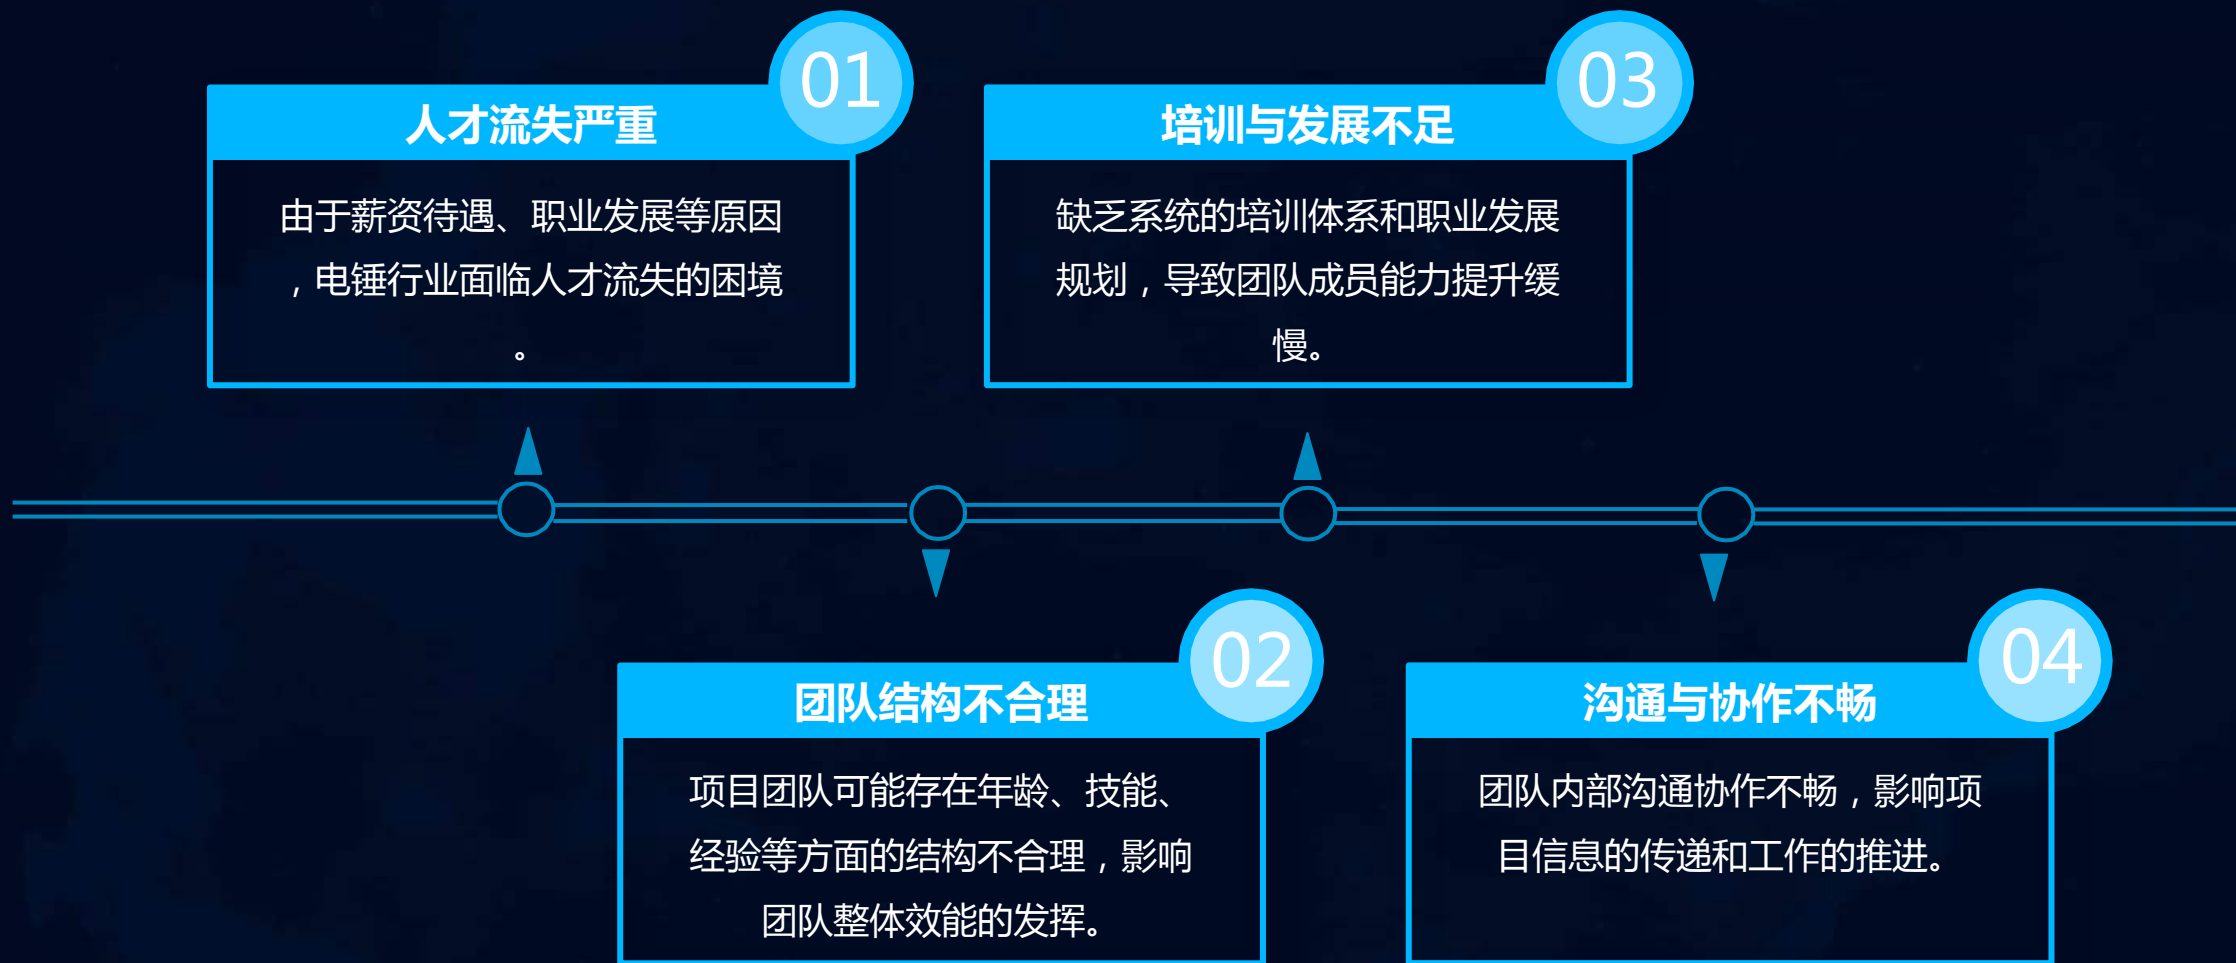 01
人才流失严重
由于薪资待遇、职业发展等原因
，电锤行业面临人才流失的困境
。
03
培训与发展不足
缺乏系统的培训体系和职业发展
规划，导致团队成员能力提升缓
慢。
02
团队结构不合理
项目团队可能存在年龄、技能、
经验等方面的结构不合理，影响
团队整体效能的发挥。
04
沟通与协作不畅
团队内部沟通协作不畅，影响项
目信息的传递和工作的推进。